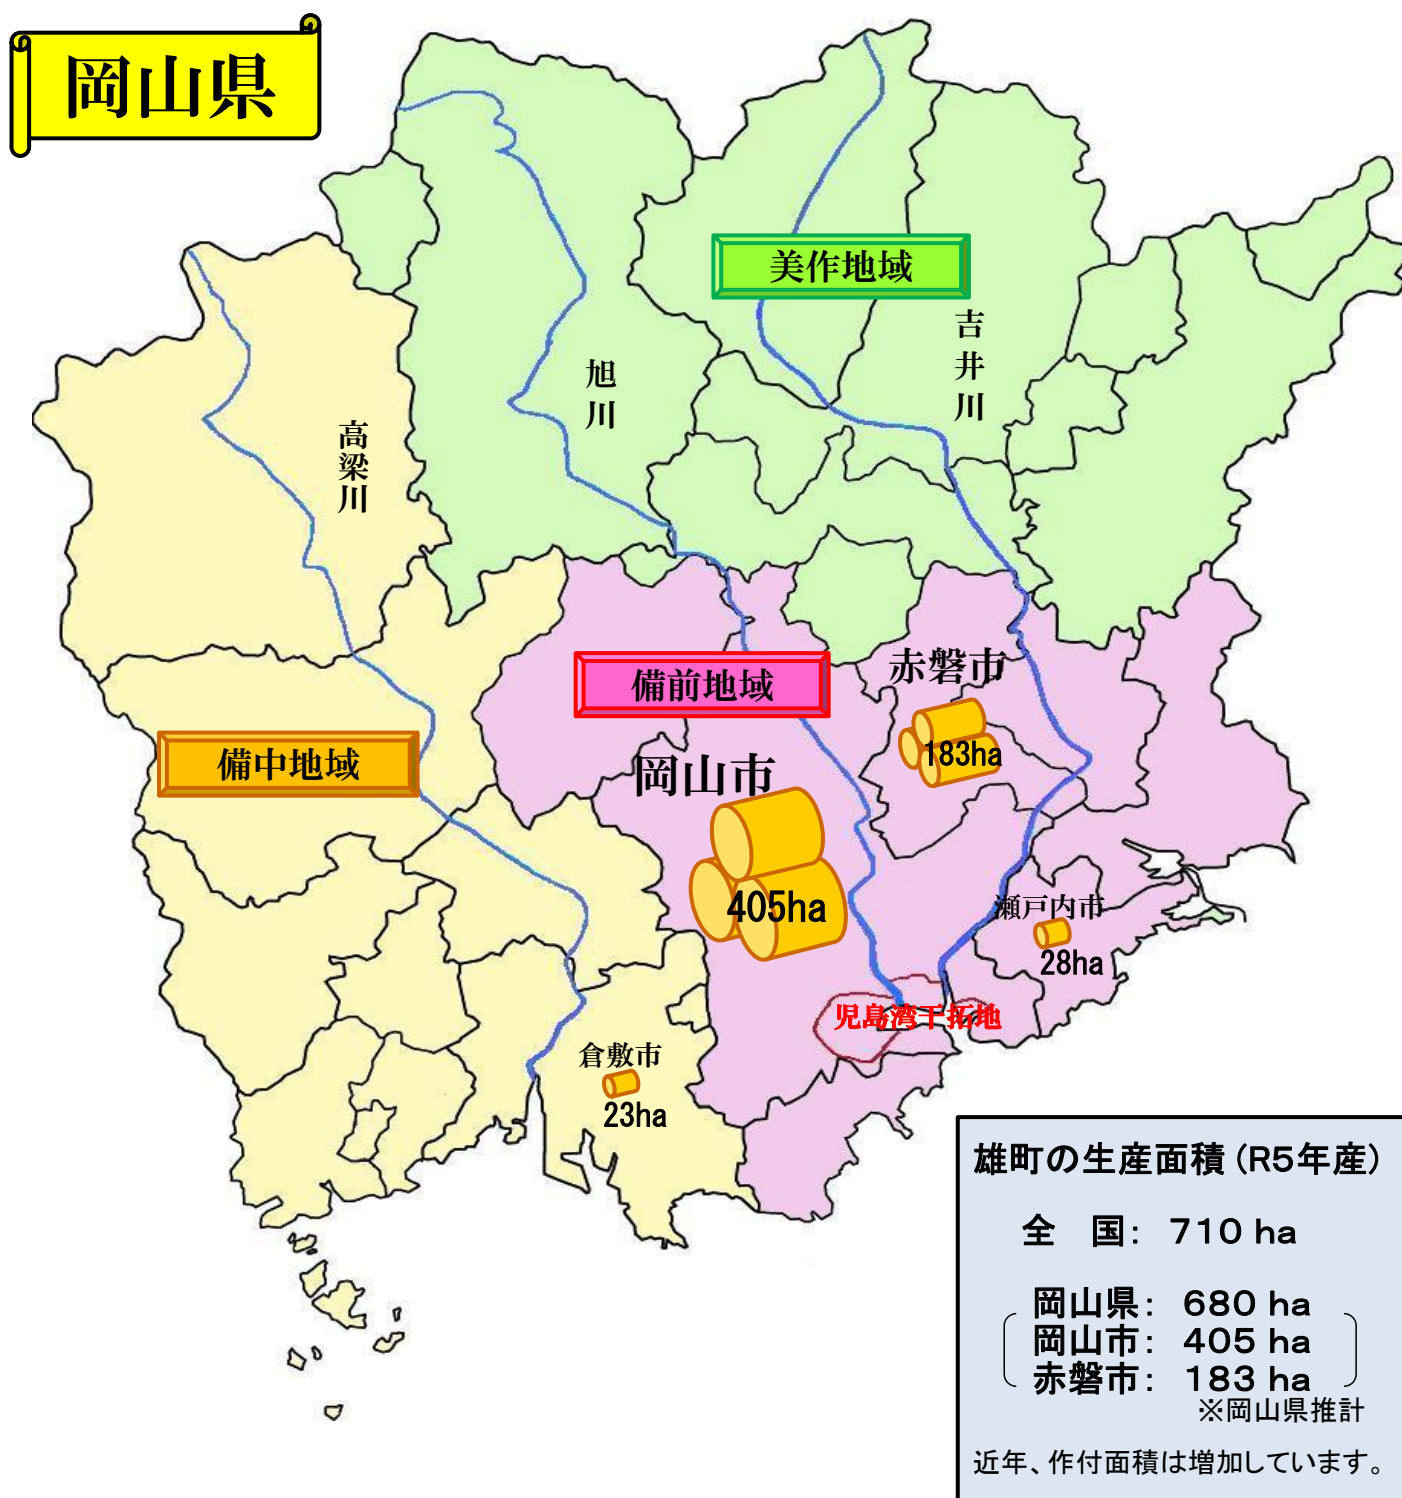 岡山県
美作地域
吉井川
旭川
高梁川
備前地域
赤磐市
183ha
備中地域
岡山市
405ha
瀬戸内市
28ha
児島湾干拓地
倉敷市
23ha
雄町の生産面積(R5年産)
全　国： 710 ha
岡山県： 680 ha
岡山市： 405 ha
赤磐市： 183 ha
※岡山県推計
近年、作付面積は増加しています。